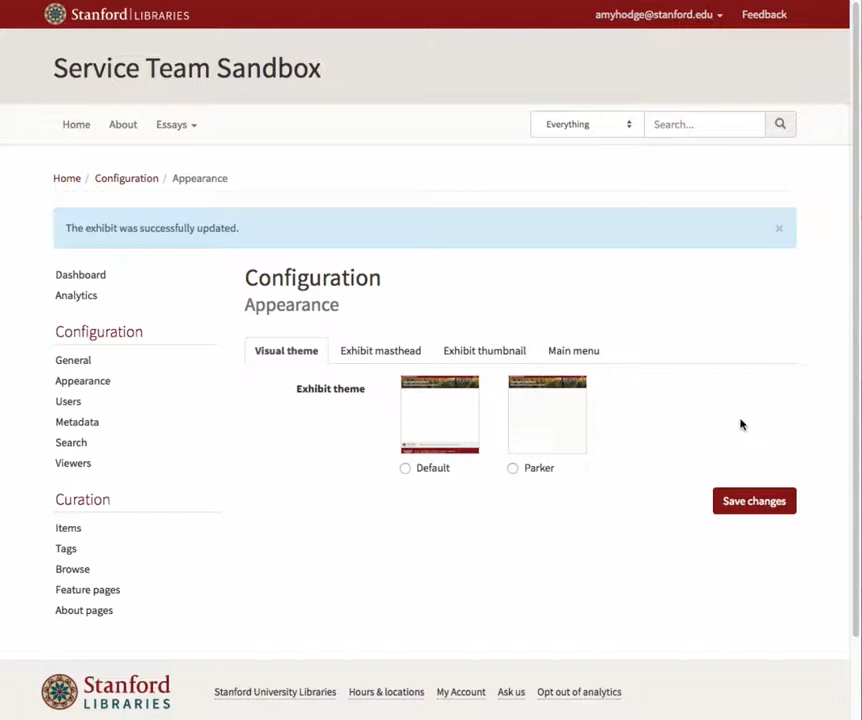 Stanford | LIBRARIES
amyhodge@stanford.edu
Feedback
Service Team Sandbox
Home
About
Essays
Everything
Search...
Home / Configuration / Appearance
The exhibit was successfully updated.
×
Dashboard
Analytics
Configuration
General
Appearance
Users
Metadata
Search
Viewers
Curation
Items
Tags
Browse
Feature pages
About pages
Configuration
Appearance
Visual theme
Exhibit masthead
Exhibit thumbnail
Main menu
Exhibit theme
Default
Parker
Save changes
Stanford
LIBRARIES
Stanford University Libraries
Hours & locations
My Account
Ask us
Opt out of analytics